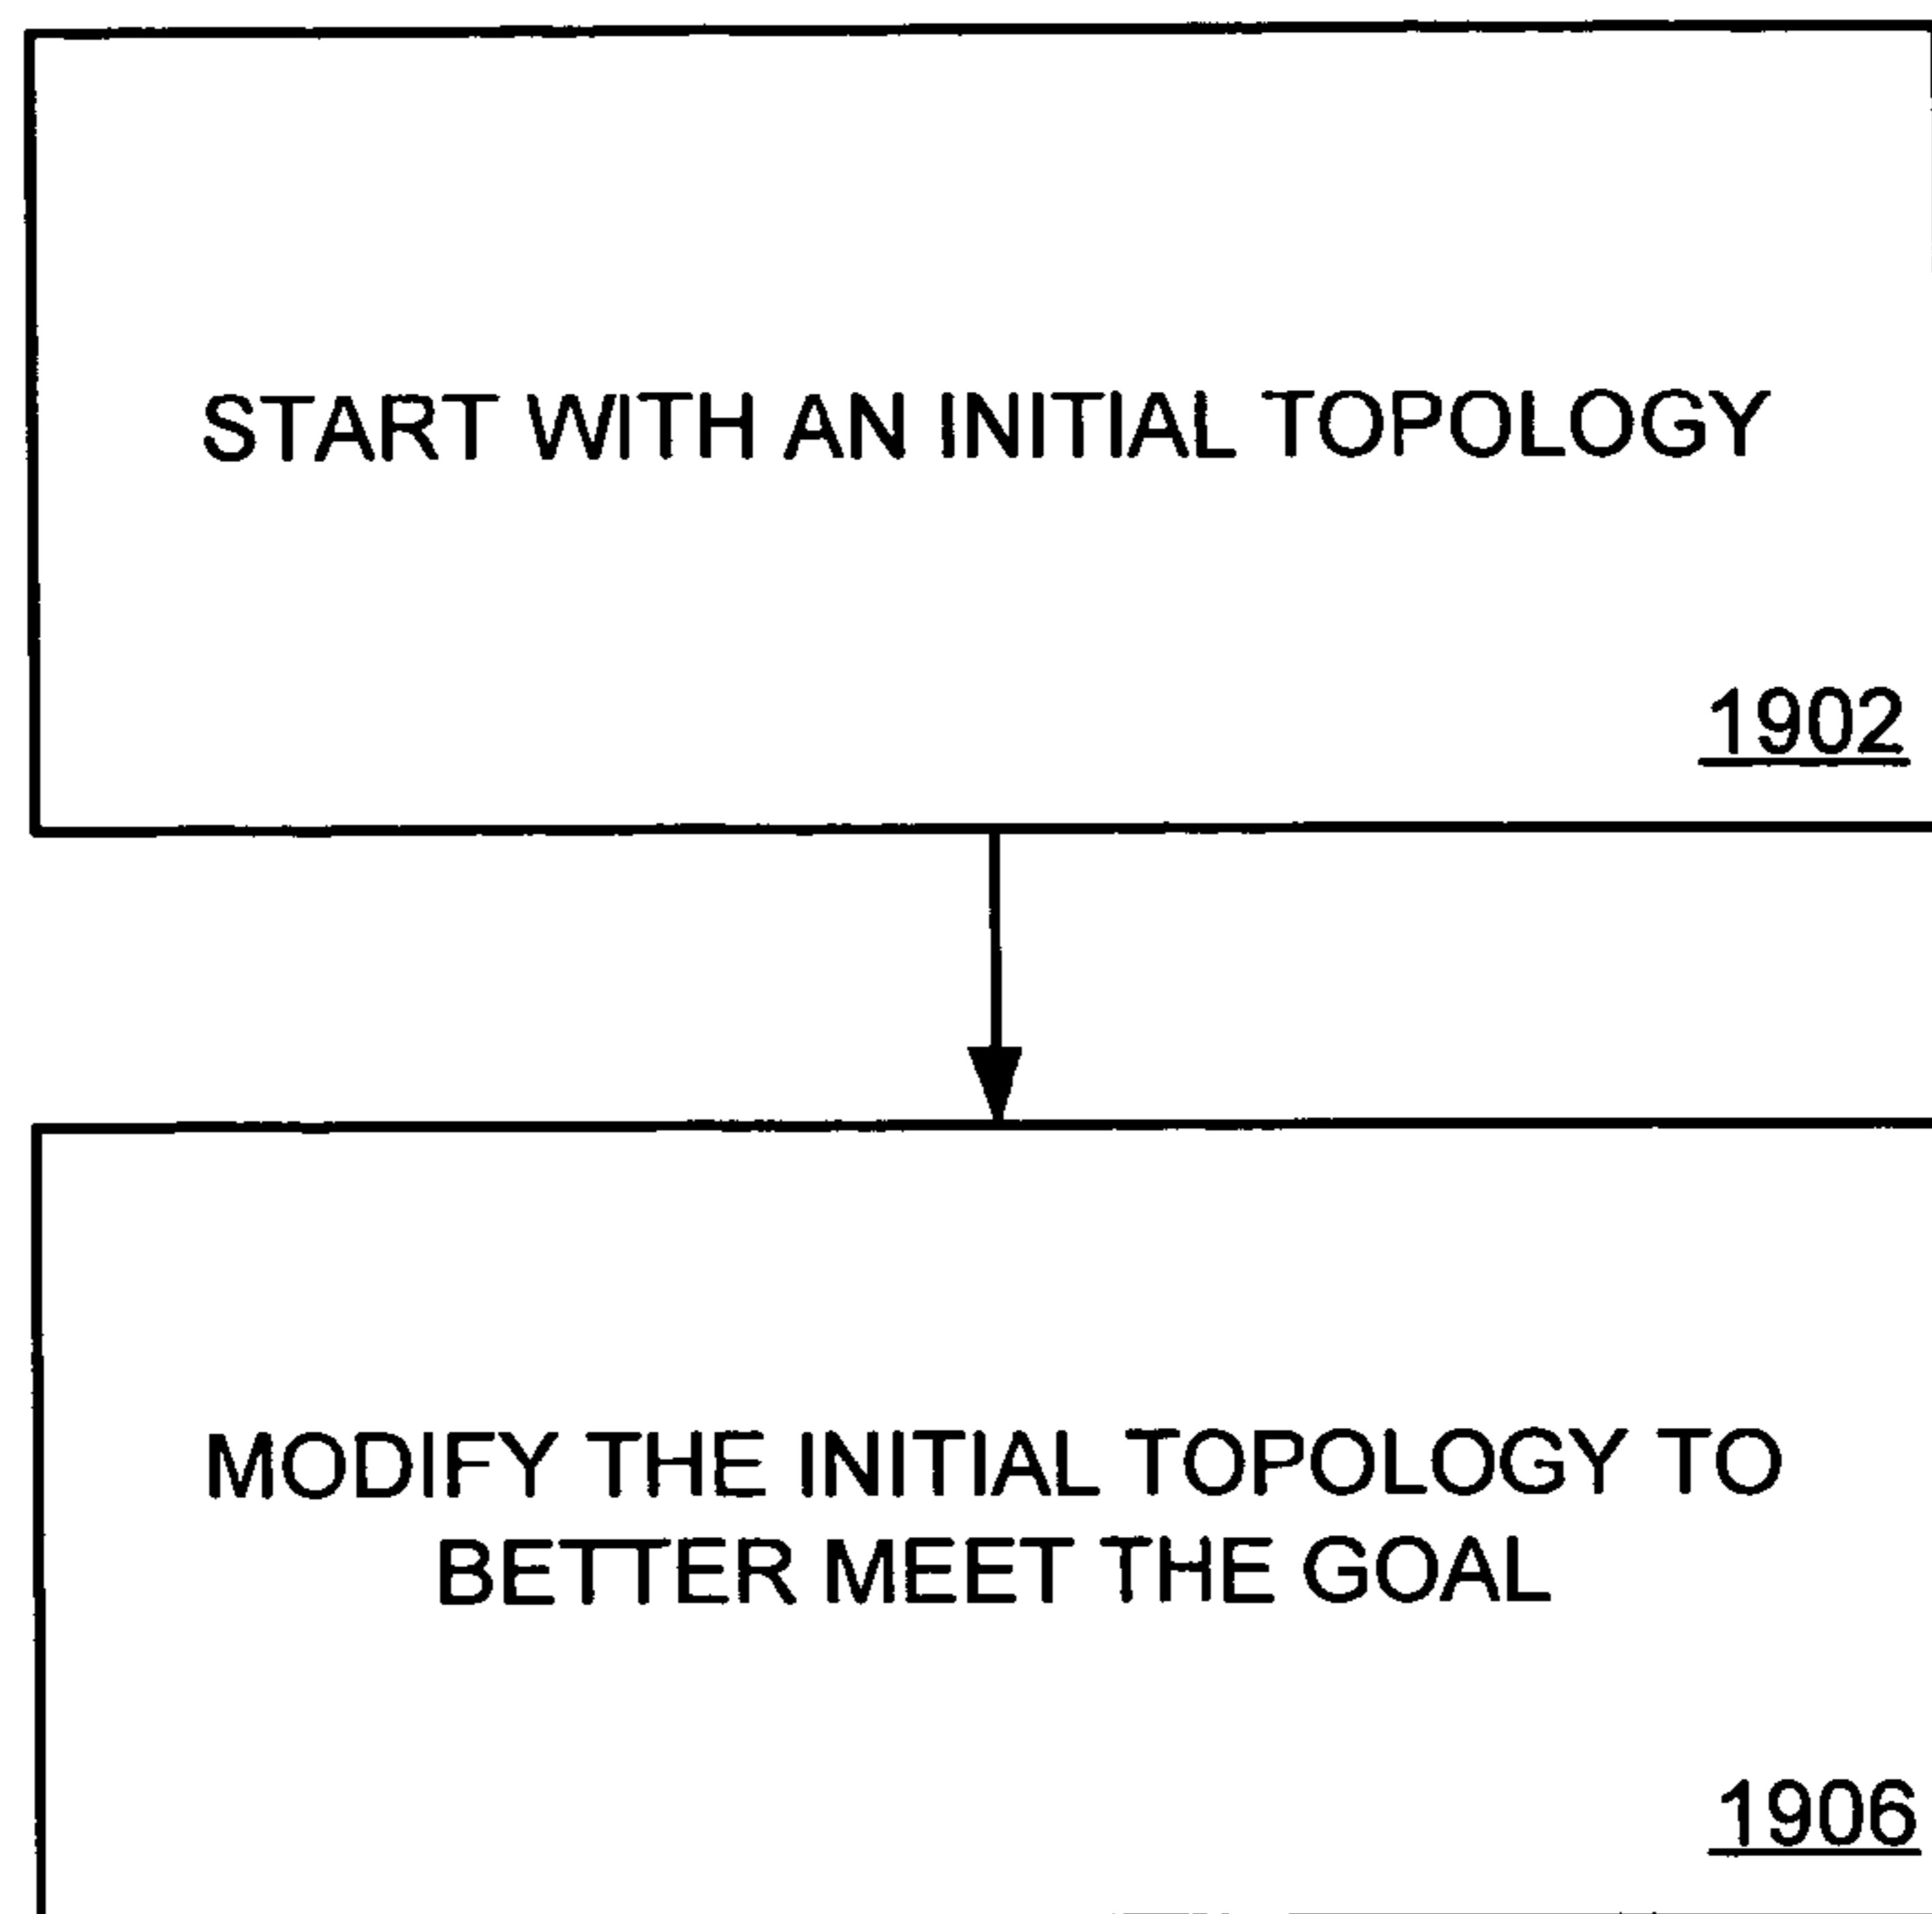 START WITH AN INITIAL TOPOLOGY
1902
MODIFY THE INITIAL TOPOLOGY TO
BETTER MEET THE GOAL
1906